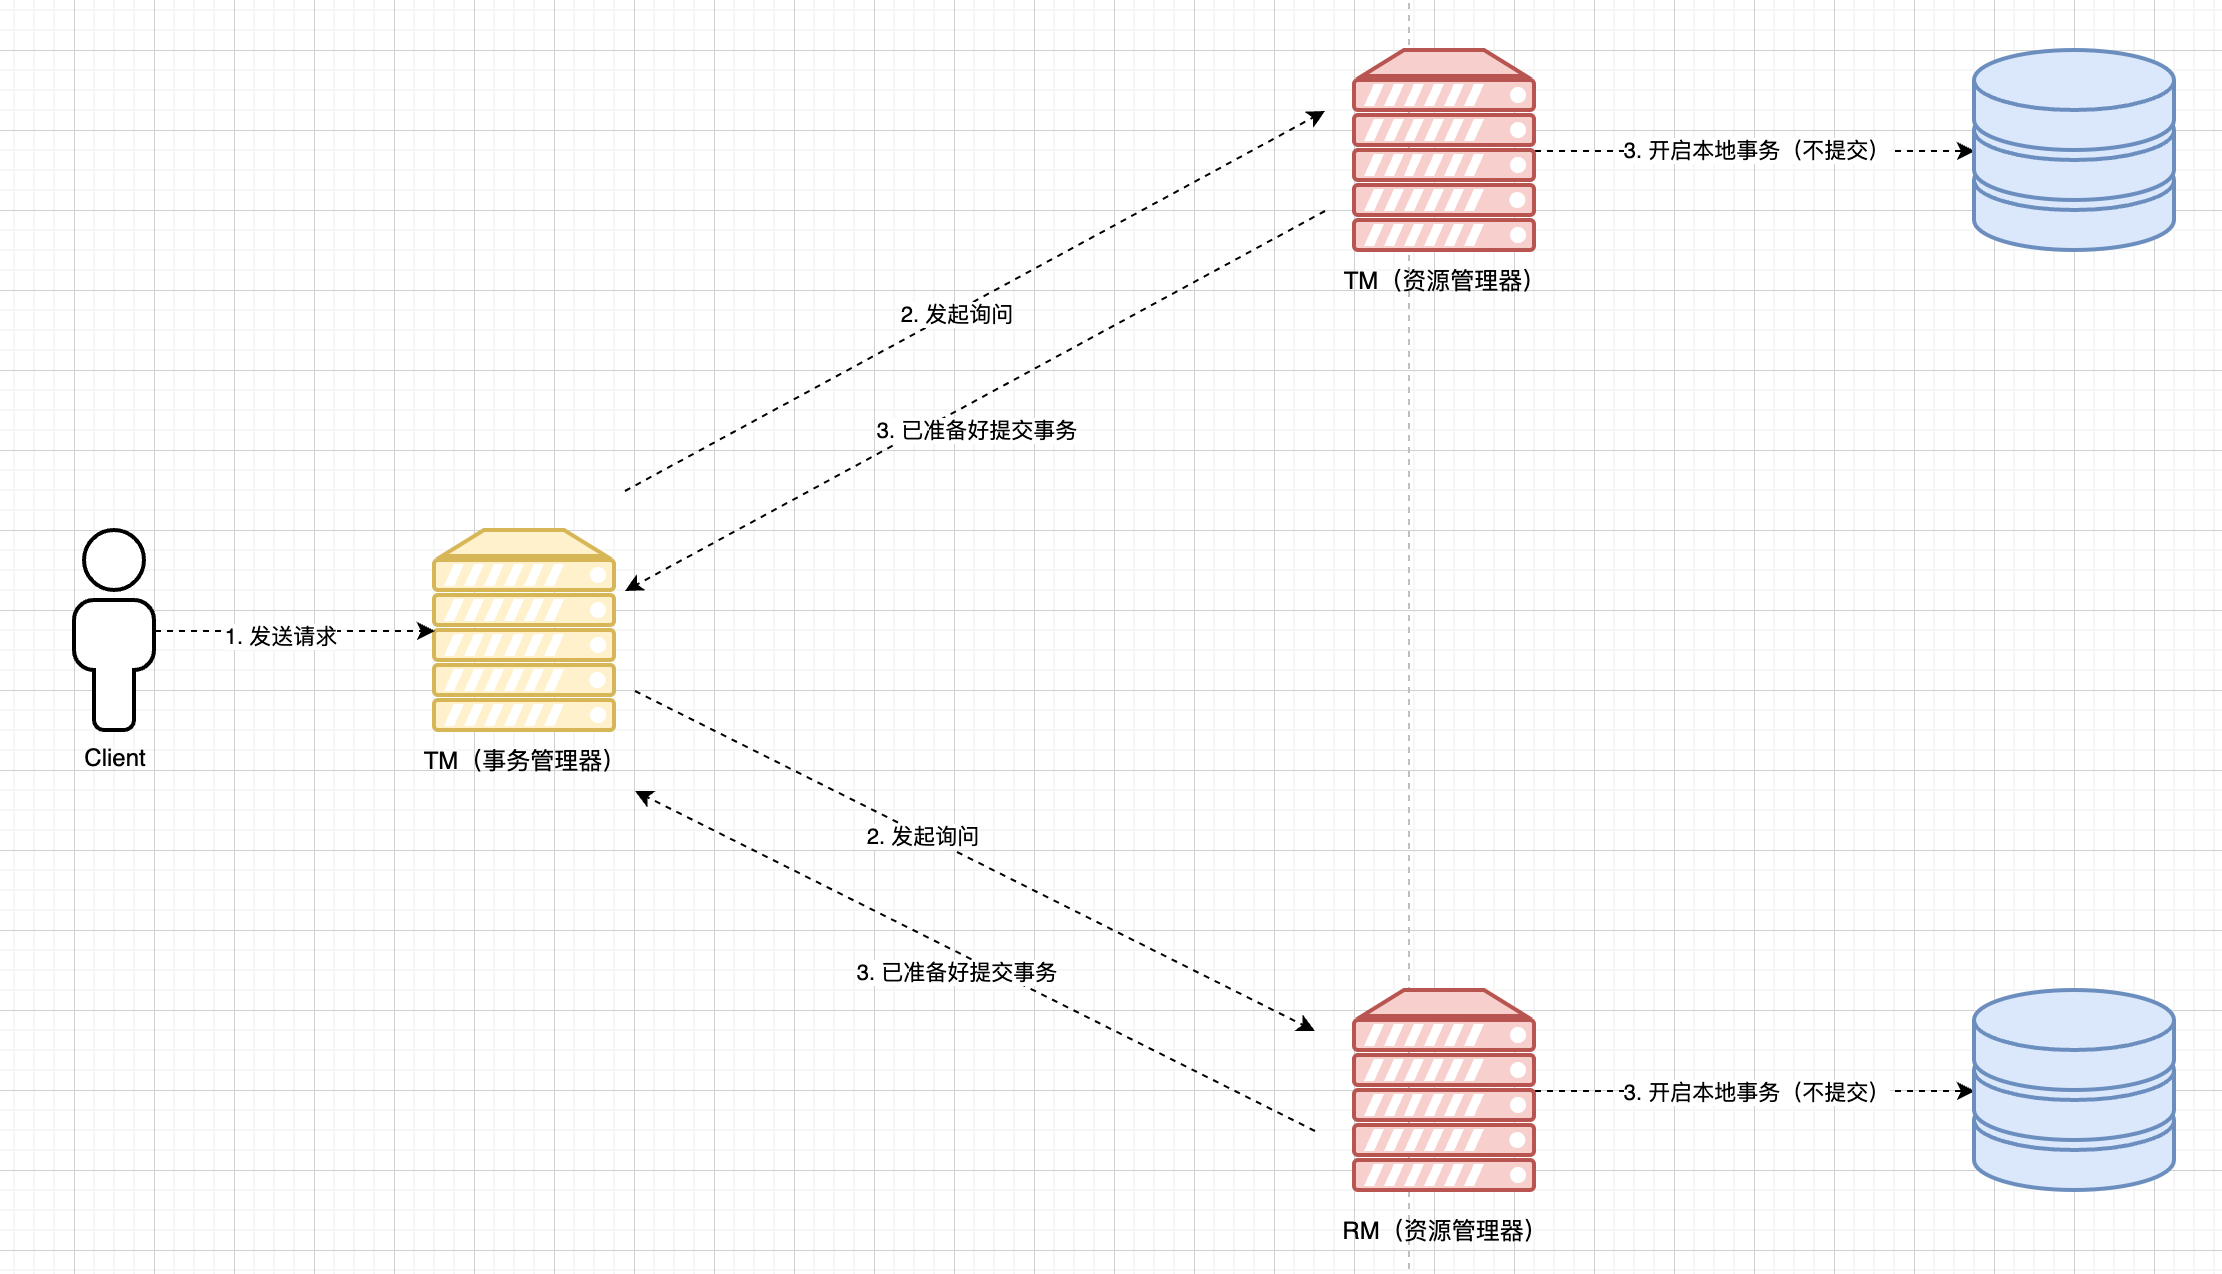 3. 开启本地事务（不提交）
TM（资源管理器）
2. 发起询问
3. 已准备好提交事务
1. 发送请求
Client
TM（事务管理器）
2. 发起询问
3. 已准备好提交事务
3. 开启本地事务（不提交）
RM（资源管理器）